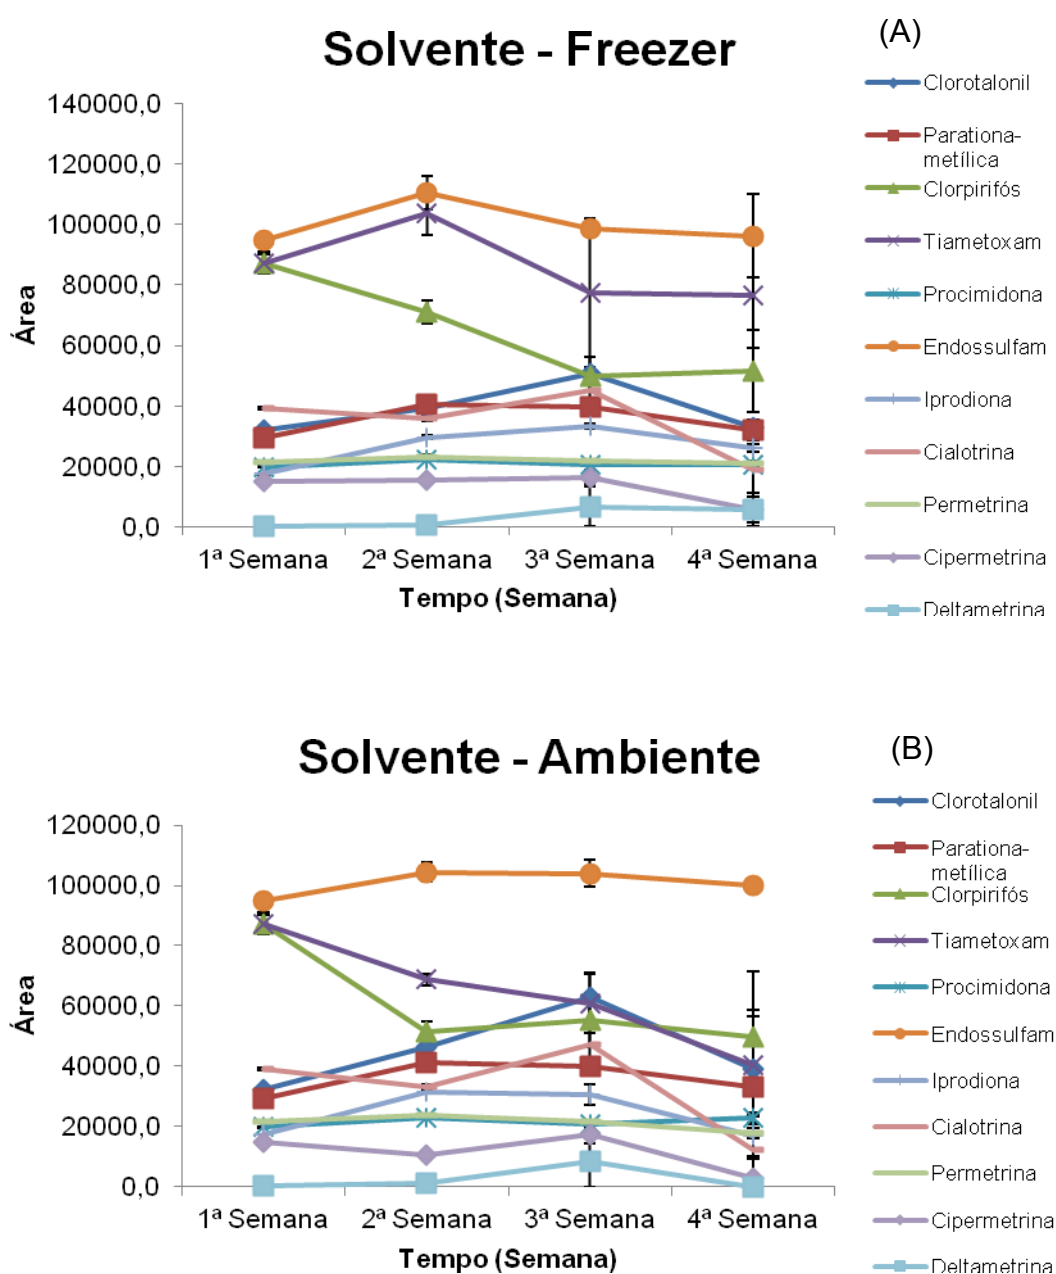 Solvente - Freezer
(A)
140000,0
120000,0
100000,0
80000,0
60000,0
40000,0
20000,0
0,0
Área
1ª Semana
2ª Semana
3ª Semana
4ª Semana
Tempo (Semana)
Clorotalonil
Parationa-
metílica
Clorpirifós
Tiametoxam
Procimidona
Endossulfam
Iprodiona
Cialotrina
Permetrina
Cipermetrina
Deltametrina
Solvente - Ambiente
(B)
120000,0
100000,0
80000,0
60000,0
40000,0
20000,0
0,0
Área
1ª Semana
2ª Semana
3ª Semana
4ª Semana
Tempo (Semana)
Clorotalonil
Parationa-
metílica
Clorpirifós
Tiametoxam
Procimidona
Endossulfam
Iprodiona
Cialotrina
Permetrina
Cipermetrina
Deltametrina